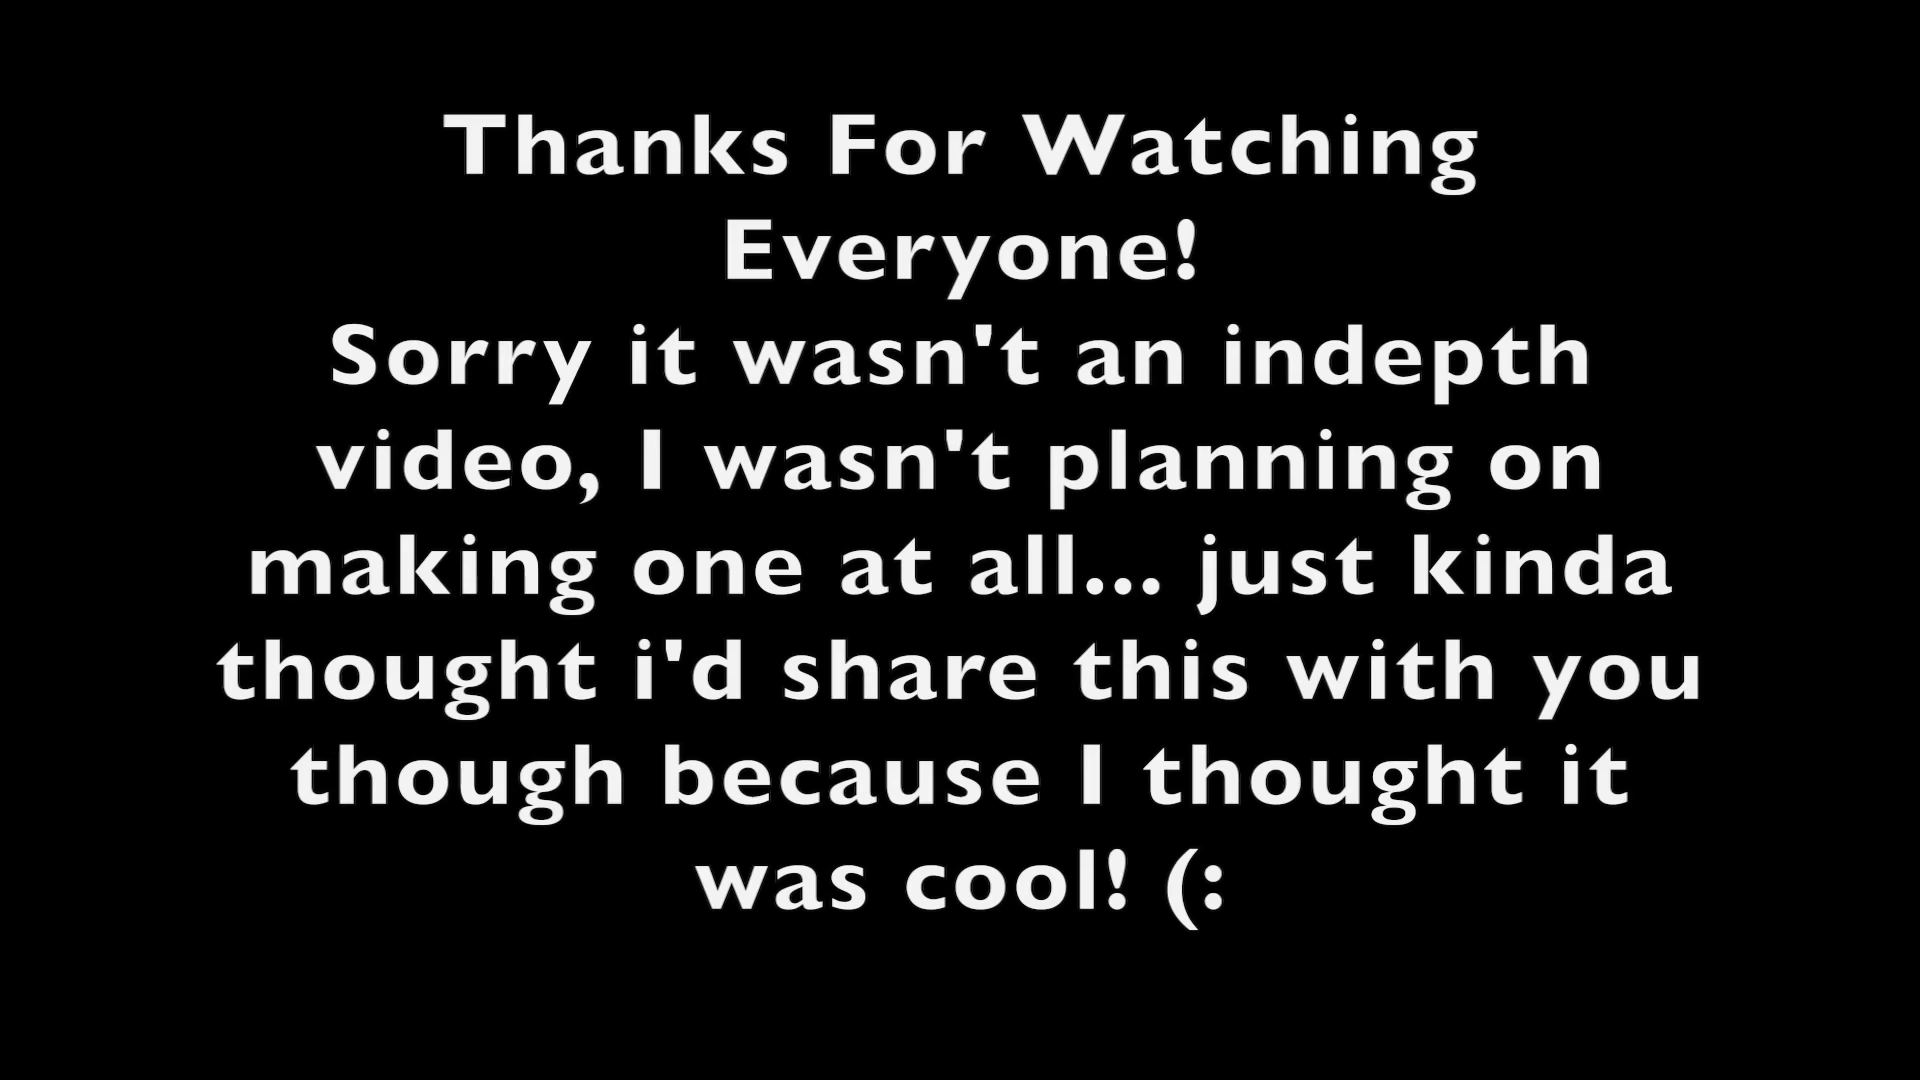 Thanks For Watching
Everyone!
Sorry it wasn't an indepth
video, I wasn't planning on
making one at all... just kinda
thought i'd share this with you
though because I thought it
was cool! (: